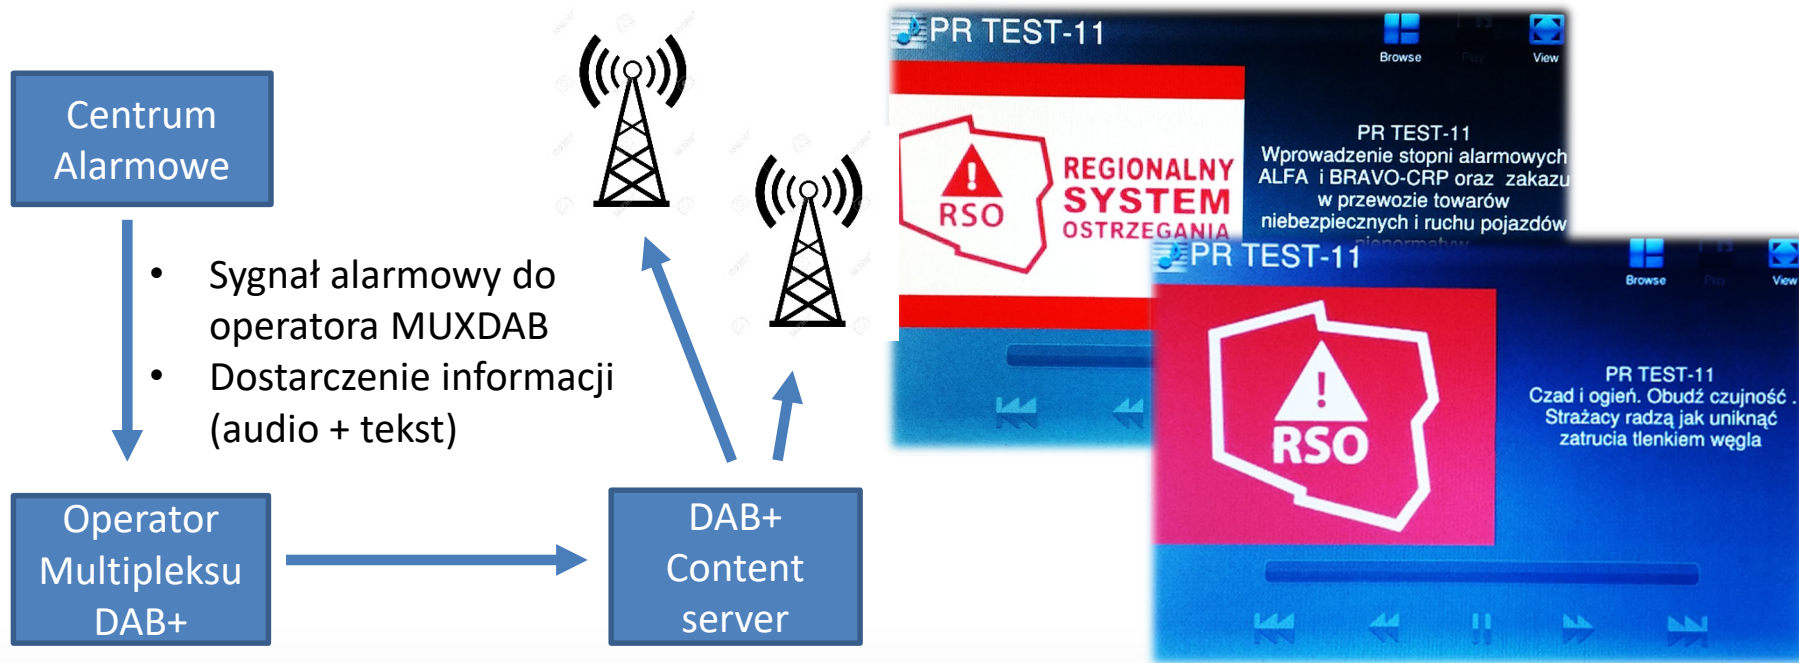 Centrum
Alarmowe
• Sygnał alarmowy do
operatora MUXDAB
• Dostarczenie informacji
(audio + tekst)
Operator
Multipleksu
DAB+
DAB+
Content
server
PR TEST-11
Browse
Play
View
RSO
REGIONALNY
SYSTEM
OSTRZEGANIA
PR TEST-11
Wprowadzenie stopni alarmowych
ALFA i BRAVO-CRP oraz zakazu
w przewozie towarów
niebezpiecznych i ruchu pojazdów
PR TEST-11
Browse
Play
View
RSO
PR TEST-11
Czad i ogień. Obudź czujność .
Strażacy radzą jak uniknąć
zatrucia tlenkiem węgla